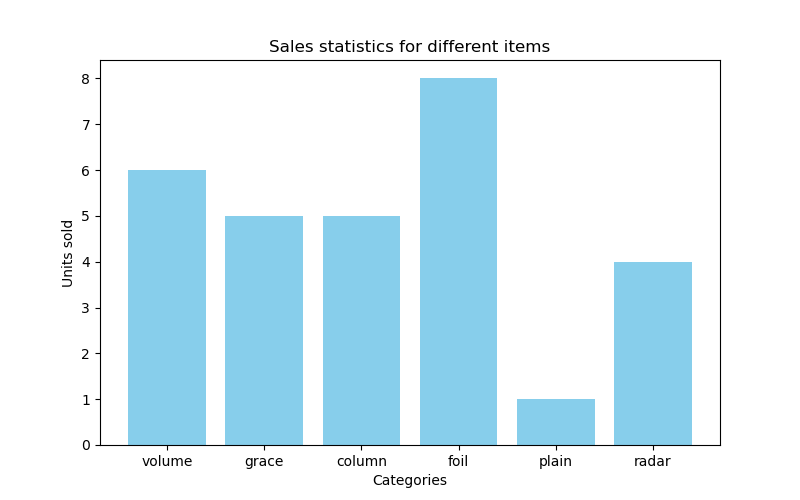 Sales statistics for different items
8
7
6
5
4
3
2
1
0
Units sold
volume grace column foil plain radar
Categories